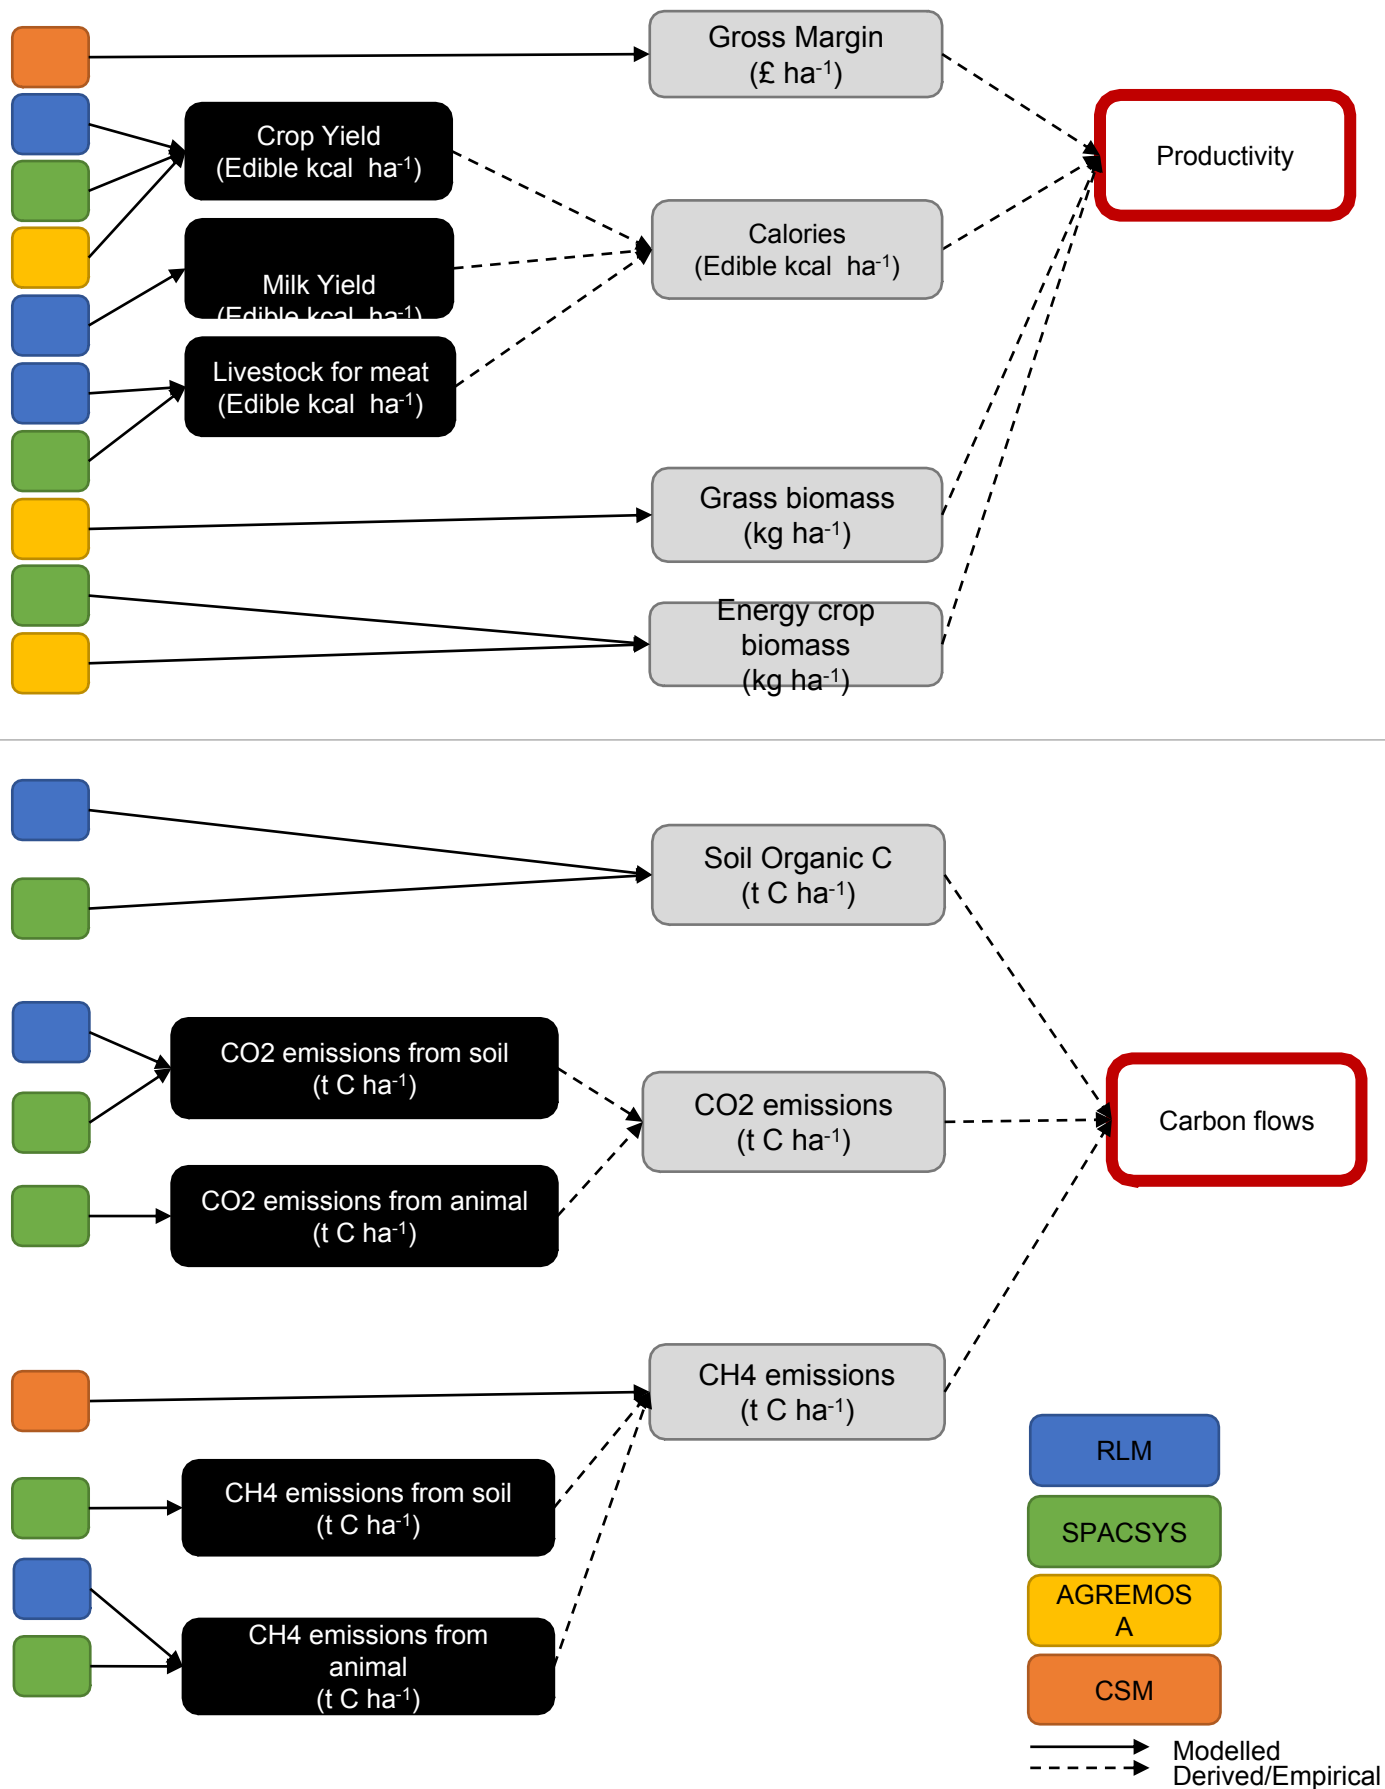 Gross Margin
(£ ha⁻¹)
Crop Yield
(Edible kcal ha⁻¹)
Productivity
Calories
(Edible kcal ha⁻¹)
Milk Yield
(Edible kcal ha⁻¹)
Livestock for meat
(Edible kcal ha⁻¹)
Grass biomass
(kg ha⁻¹)
Energy crop
biomass
(kg ha⁻¹)
Soil Organic C
(t C ha⁻¹)
CO2 emissions from soil
(t C ha⁻¹)
CO2 emissions
(t C ha⁻¹)
Carbon flows
CO2 emissions from animal
(t C ha⁻¹)
CH4 emissions
(t C ha⁻¹)
CH4 emissions from soil
(t C ha⁻¹)
CH4 emissions from
animal
(t C ha⁻¹)
RLM
SPACSYS
AGREMOS
A
CSM
Modelled
Derived/Empirical